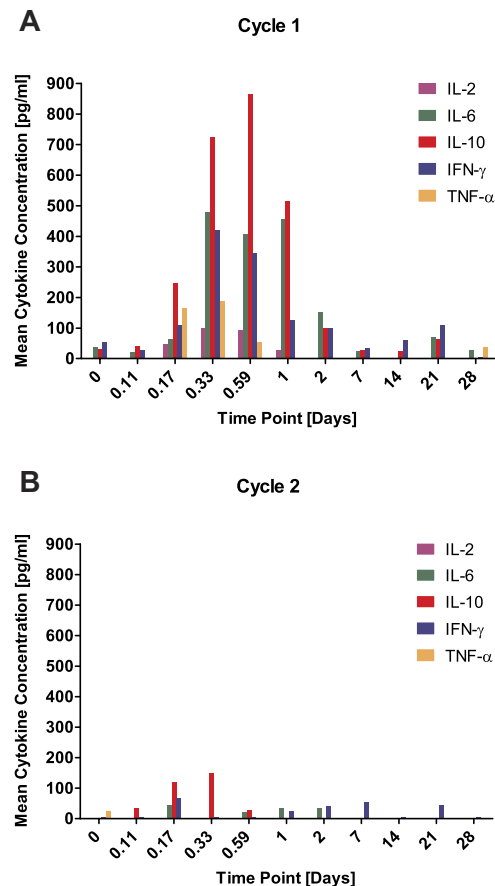 A
Cycle 1
Mean Cytokine Concentration [pg/ml]
900
800
700
600
500
400
300
200
100
0
IL-2
IL-6
IL-10
IFN-γ
TNF-α
0
0.11
0.17
0.33
0.59
1
2
7
14
21
28
Time Point [Days]
B
Cycle 2
Mean Cytokine Concentration [pg/ml]
900
800
700
600
500
400
300
200
100
0
IL-2
IL-6
IL-10
IFN-γ
TNF-α
0
0.11
0.17
0.33
0.59
1
2
7
14
21
28
Time Point [Days]